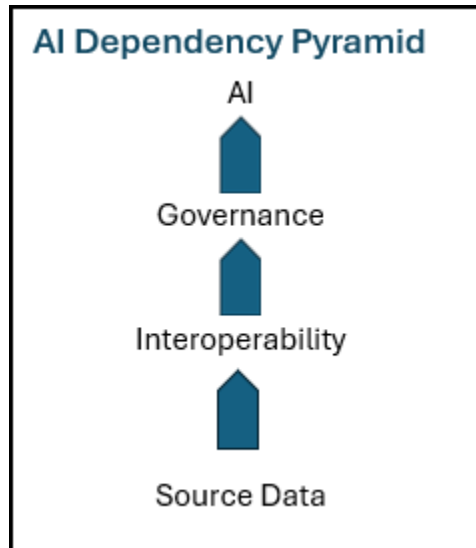 AI Dependency Pyramid
AI
Governance
Interoperability
Source Data